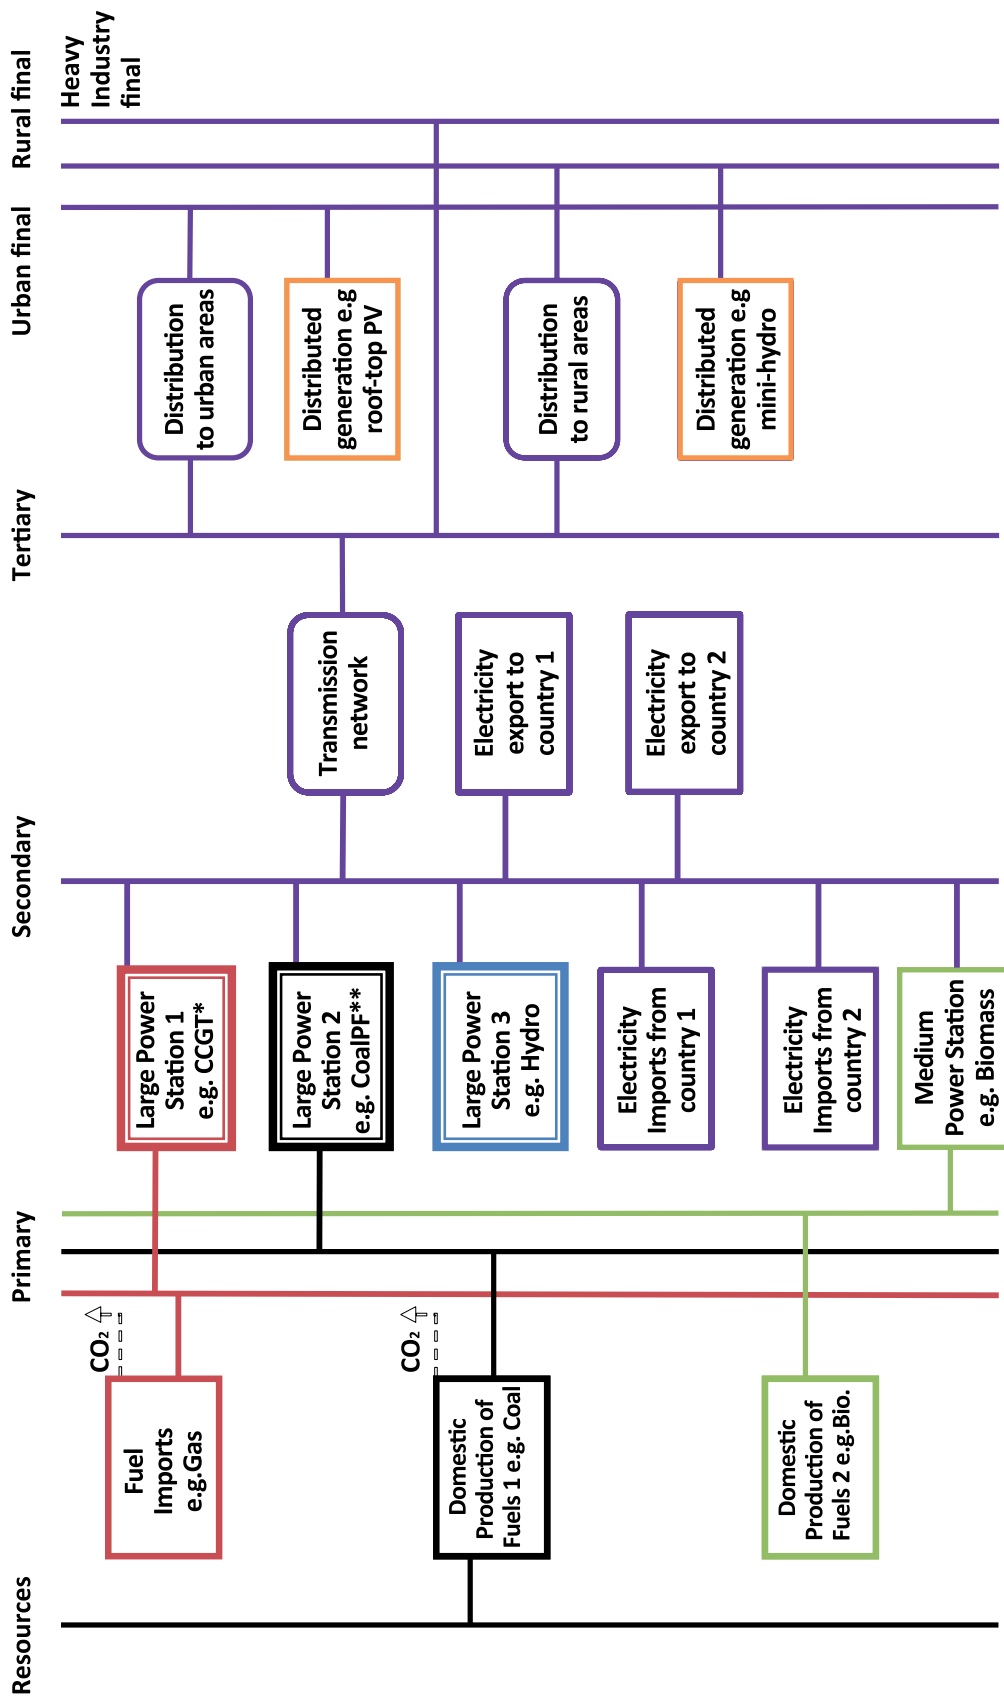 Resources
Primary
Secondary
Tertiary
Urban final
Rural final
Heavy
Industry
final
Fuel
Imports
e.g.Gas
CO₂
Domestic
Production of
Fuels 1 e.g. Coal
CO₂
Domestic
Production of
Fuels 2 e.g.Bio.
Large Power
Station 1
e.g. CCGT*
Large Power
Station 2
e.g. CoalPF**
Large Power
Station 3
e.g. Hydro
Electricity
Imports from
country 1
Electricity
Imports from
country 2
Medium
Power Station
e.g. Biomass
Transmission
network
Electricity
export to
country 1
Electricity
export to
country 2
Distribution
to urban areas
Distributed
generation e.g
roof-top PV
Distribution
to rural areas
Distributed
generation e.g
mini-hydro